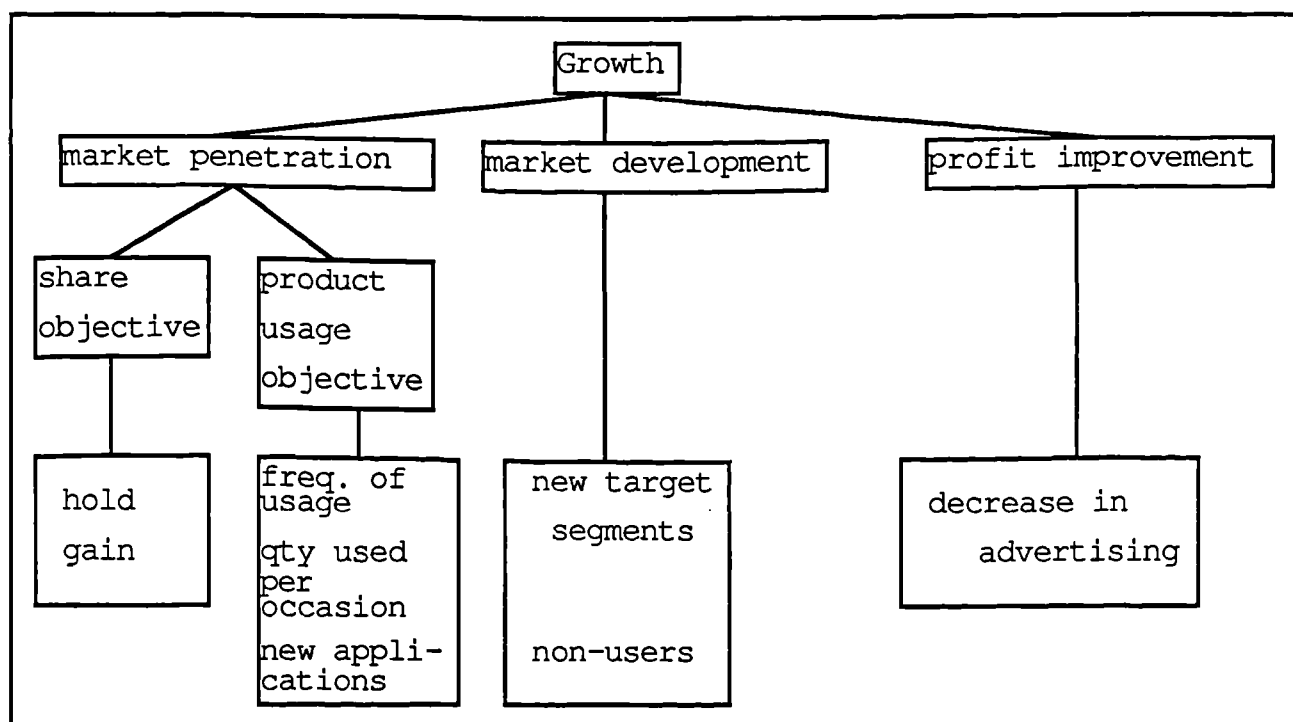 Growth
market penetration
market development
profit improvement
share
objective
product
usage
objective
hold
gain
freq. of
usage
qty used
per
occasion
new appli-
cations
new target
segments
non-users
decrease in
advertising